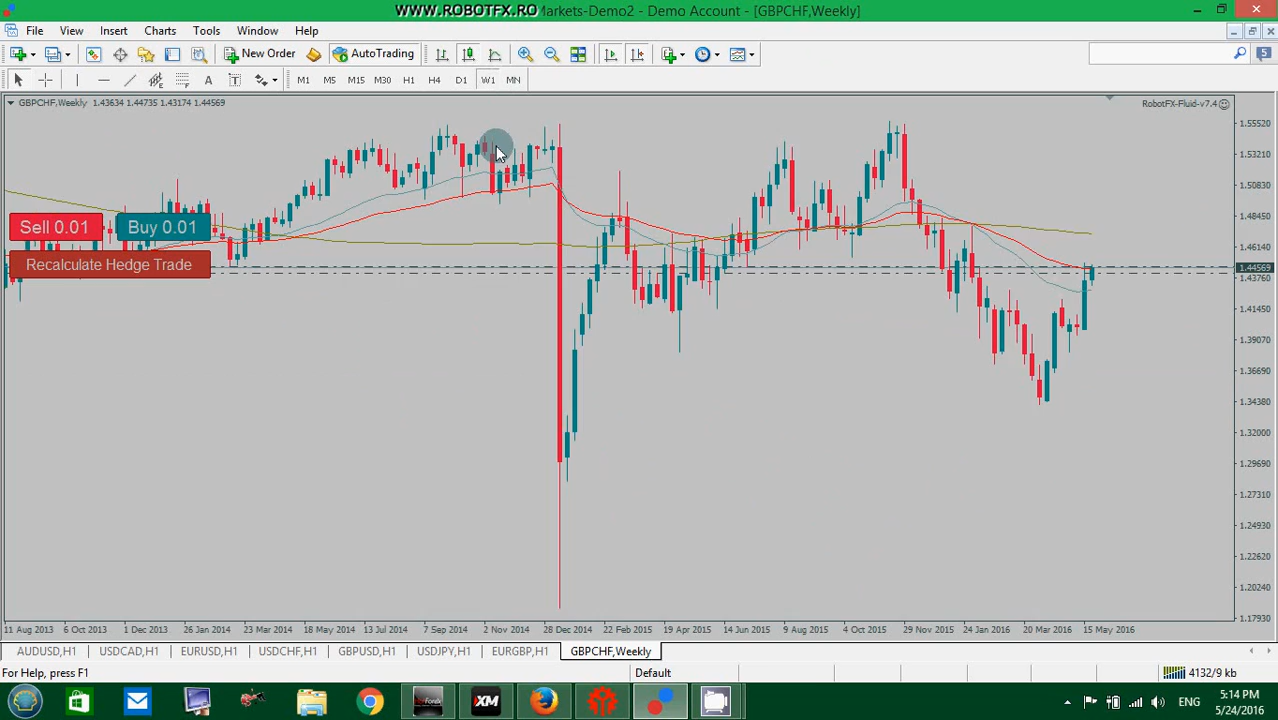 WWW.ROBOTFX.RO Markets-Demo2 - Demo Account - [GBPCHF,Weekly]
File View Insert Charts Tools Window Help
New Order AutoTrading 5
A T M1 M5 M15 M30 H1 H4 D1 W1 MN
GBPCHF,Weekly 1.43634 1.44735 1.43174 1.44569
RobotFX-Fluid-v7.4
1.55520
1.53210
1.50830
1.48450
Sell 0.01 Buy 0.01
1.46140
Recalculate Hedge Trade
1.44569
1.43760
1.41450
1.39070
1.36690
1.34380
1.32000
1.29690
1.27310
1.24930
1.22620
1.20240
1.17930
11 Aug 2013 6 Oct 2013 1 Dec 2013 26 Jan 2014 23 Mar 2014 18 May 2014 13 Jul 2014 7 Sep 2014 2 Nov 2014 28 Dec 2014 22 Feb 2015 19 Apr 2015 14 Jun 2015 9 Aug 2015 4 Oct 2015 29 Nov 2015 24 Jan 2016 20 Mar 2016 15 May 2016
AUDUSD,H1 USDCAD,H1 EURUSD,H1 USDCHF,H1 GBPUSD,H1 USDJPY,H1 EURGBP,H1 GBPCHF,Weekly
For Help, press F1 Default 4132/9 kb
XM ENG 5:14 PM
5/24/2016